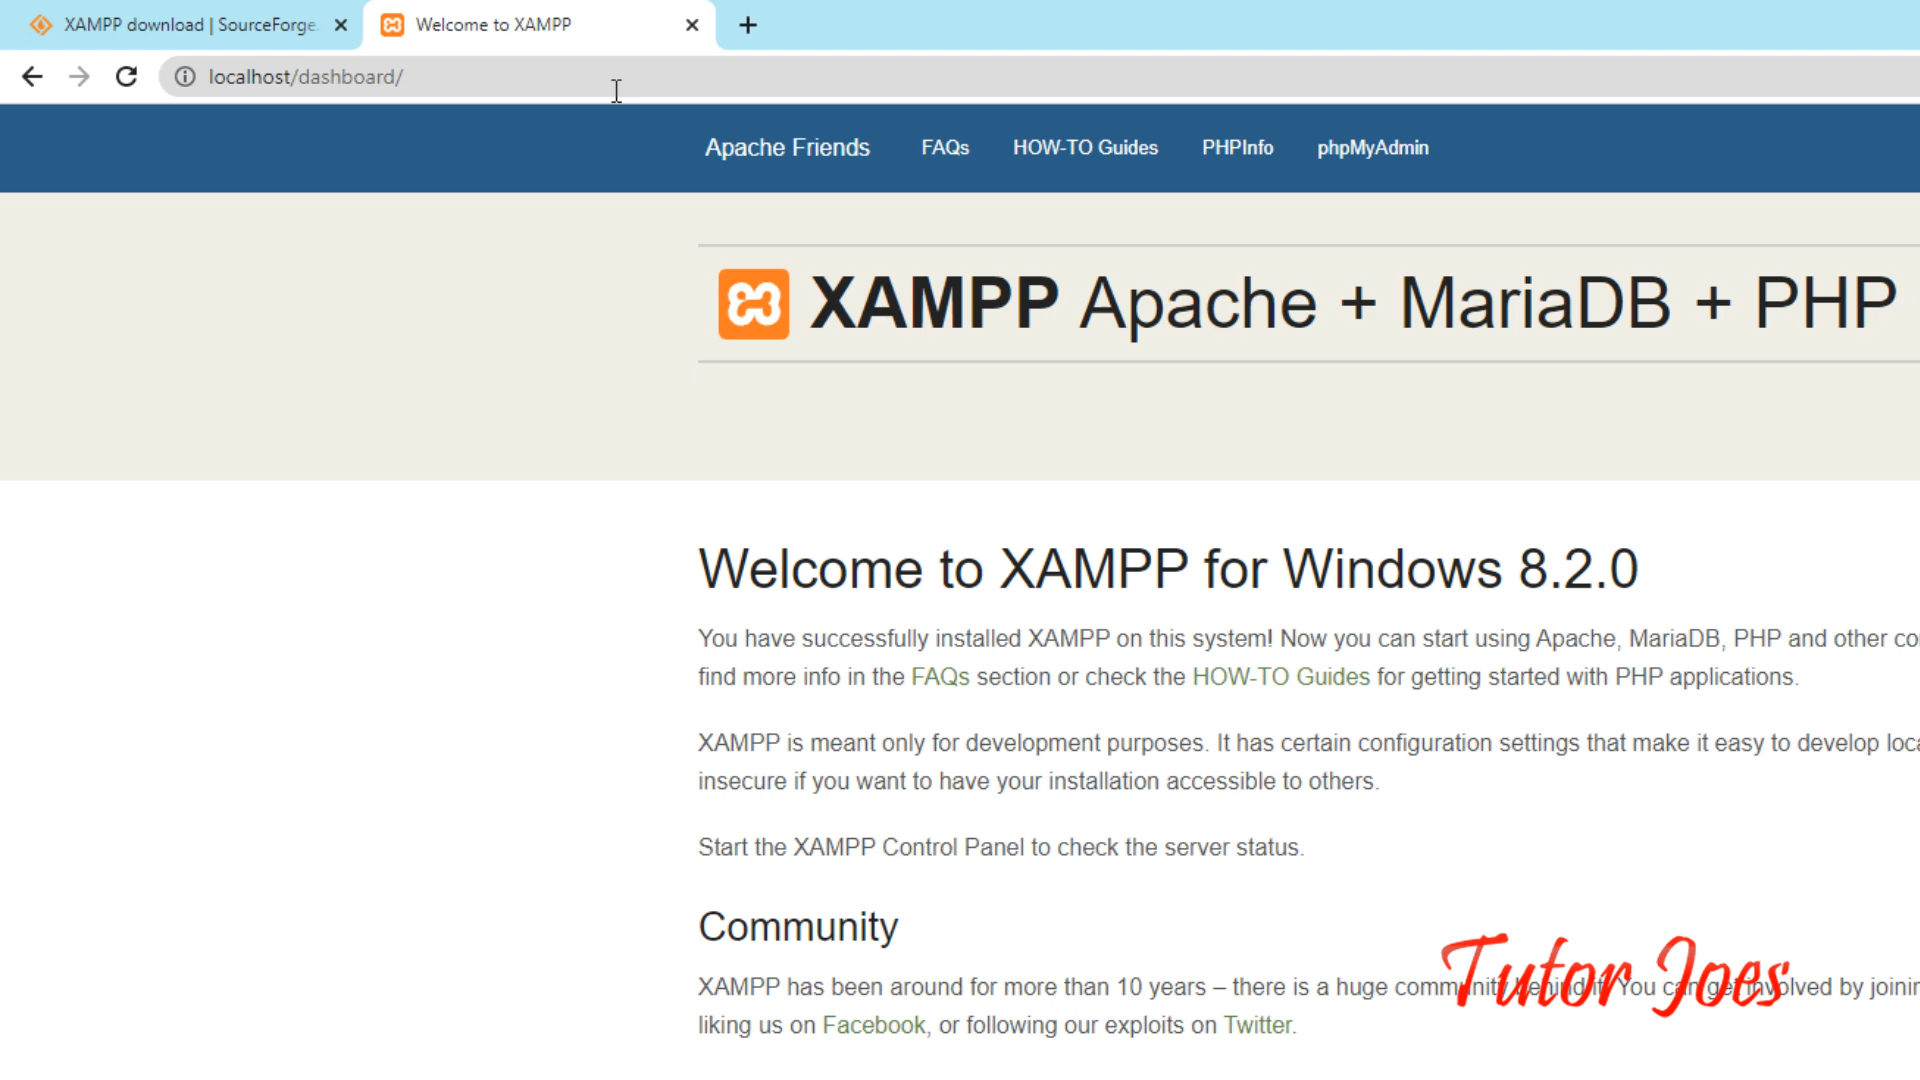 XAMPP download | SourceForge.
Welcome to XAMPP
localhost/dashboard/
Apache Friends FAQs HOW-TO Guides PHPInfo phpMyAdmin
XAMPP Apache + MariaDB + PHP
Welcome to XAMPP for Windows 8.2.0
You have successfully installed XAMPP on this system! Now you can start using Apache, MariaDB, PHP and other
find more info in the FAQs section or check the HOW-TO Guides for getting started with PHP applications.
XAMPP is meant only for development purposes. It has certain configuration settings that make it easy to develop
insecure if you want to have your installation accessible to others.
Start the XAMPP Control Panel to check the server status.
Community
XAMPP has been around for more than 10 years – there is a huge community behind it. You can get involved by
liking us on Facebook, or following our exploits on Twitter.
Tutor Joes